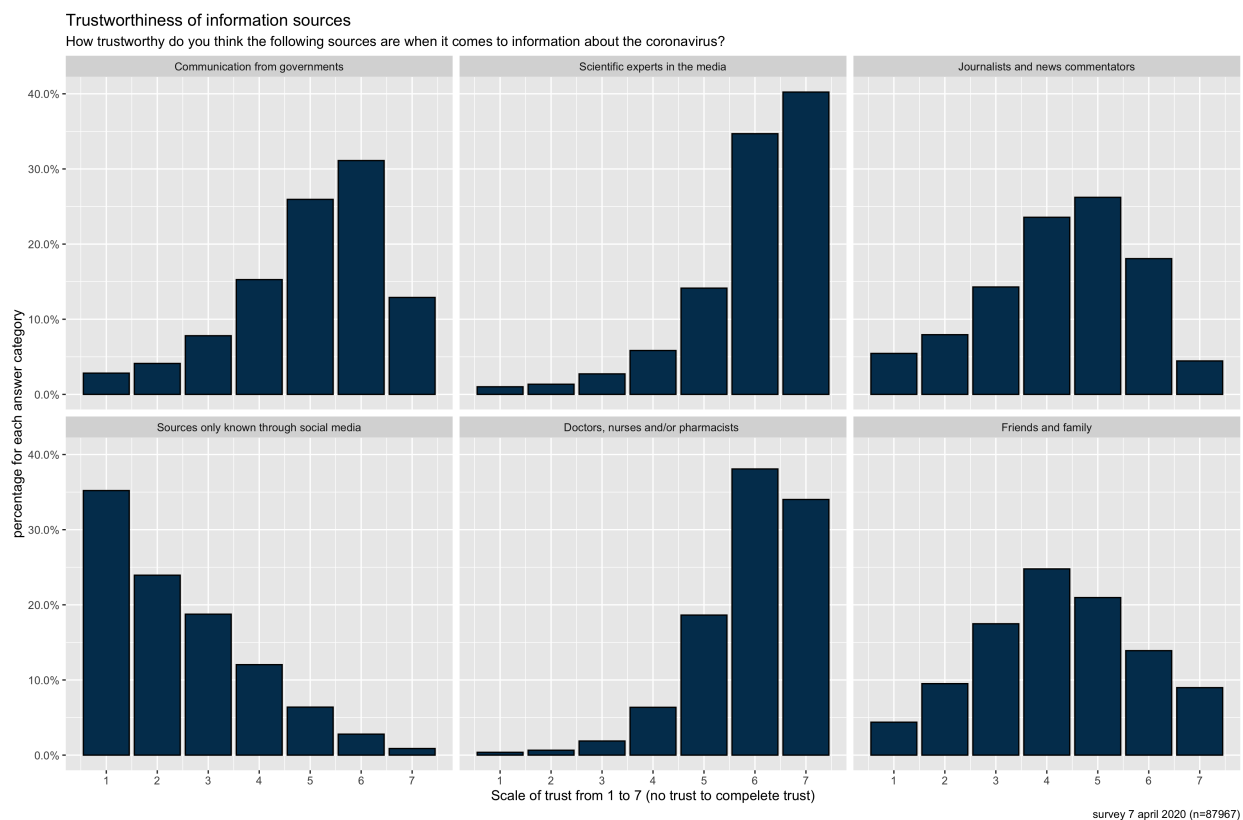 Trustworthiness of information sources
How trustworthy do you think the following sources are when it comes to information about the coronavirus?
Communication from governments
Scientific experts in the media
Journalists and news commentators
40.0%
30.0%
20.0%
10.0%
0.0%
Sources only known through social media
Doctors, nurses and/or pharmacists
Friends and family
40.0%
30.0%
20.0%
10.0%
0.0%
percentage for each answer category
1 2 3 4 5 6 7
1 2 3 4 5 6 7
1 2 3 4 5 6 7
Scale of trust from 1 to 7 (no trust to compelete trust)
survey 7 april 2020 (n=87967)